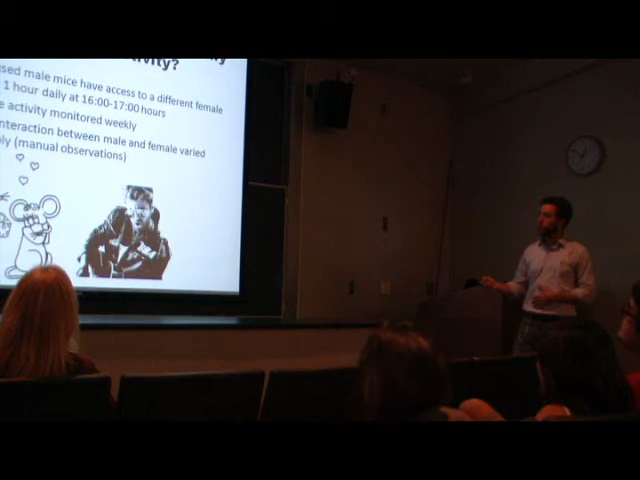 ivity?
sed male mice have access to a different female
1 hour daily at 16:00-17:00 hours
e activity monitored weekly
nteraction between male and female varied
ly (manual observations)